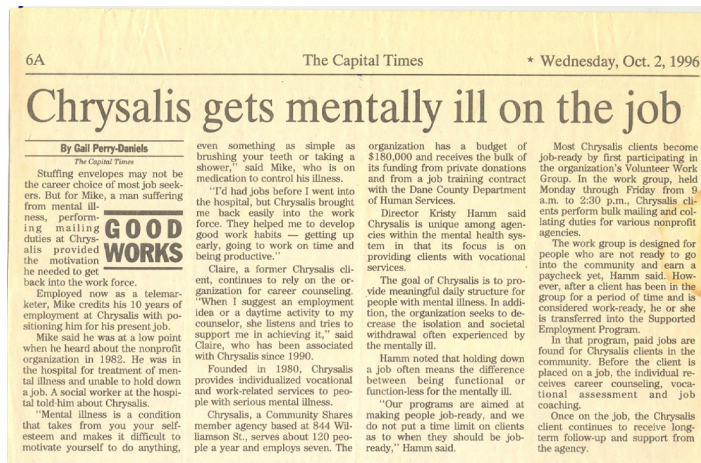 6A
The Capital Times
* Wednesday, Oct. 2, 1996
Chrysalis gets mentally ill on the job
By Gail Perry-Daniels
The Capital Times
Stuffing envelopes may not be
the career choice of most job seek-
ers. But for Mike, a man suffering
from mental ill-
ness, perform-
ing mailing
duties at Chrys-
alis provided
the motivation
he needed to get
back into the work force.
GOOD
WORKS
Employed now as a telemar-
keter, Mike credits his 10 years of
employment at Chrysalis with po-
sitioning him for his present job.
Mike said he was at a low point
when he heard about the nonprofit
organization in 1982. He was in
the hospital for treatment of men-
tal illness and unable to hold down
a job. A social worker at the hospi-
tal told him about Chrysalis.
"Mental illness is a condition
that takes from you your self-
esteem and makes it difficult to
motivate yourself to do anything,
even something as simple as
brushing your teeth or taking a
shower," said Mike, who is on
medication to control his illness.
"I'd had jobs before I went into
the hospital, but Chrysalis brought
me back easily into the work
force. They helped me to develop
good work habits — getting up
early, going to work on time and
being productive."
Claire, a former Chrysalis cli-
ent, continues to rely on the or-
ganization for career counseling.
"When I suggest an employment
idea or a daytime activity to my
counselor, she listens and tries to
support me in achieving it," said
Claire, who has been associated
with Chrysalis since 1990.
Founded in 1980, Chrysalis
provides individualized vocational
and work-related services to peo-
ple with serious mental illness.
Chrysalis, a Community Shares
member agency based at 844 Wil-
liamson St., serves about 120 peo-
ple a year and employs seven. The
organization has a budget of
$180,000 and receives the bulk of
its funding from private donations
and from a job training contract
with the Dane County Department
of Human Services.
Director Kristy Hamm said
Chrysalis is unique among agen-
cies within the mental health sys-
tem in that its focus is on
providing clients with vocational
services.
The goal of Chrysalis is to pro-
vide meaningful daily structure for
people with mental illness. In addi-
tion, the organization seeks to de-
crease the isolation and societal
withdrawal often experienced by
the mentally ill.
Hamm noted that holding down
a job often means the difference
between being functional or
function-less for the mentally ill.
"Our programs are aimed at
making people job-ready, and we
do not put a time limit on clients
as to when they should be job-
ready," Hamm said.
Most Chrysalis clients become
job-ready by first participating in
the organization's Volunteer Work
Group. In the work group, held
Monday through Friday from 9
a.m. to 2:30 p.m., Chrysalis cli-
ents perform bulk mailing and col-
lating duties for various nonprofit
agencies.
The work group is designed for
people who are not ready to go
into the community and earn a
paycheck yet, Hamm said. How-
ever, after a client has been in the
group for a period of time and is
considered work-ready, he or she
is transferred into the Supported
Employment Program.
In that program, paid jobs are
found for Chrysalis clients in the
community. Before the client is
placed on a job, the individual re-
ceives career counseling, voca-
tional assessment and job
coaching.
Once on the job, the Chrysalis
client continues to receive long-
term follow-up and support from
the agency.